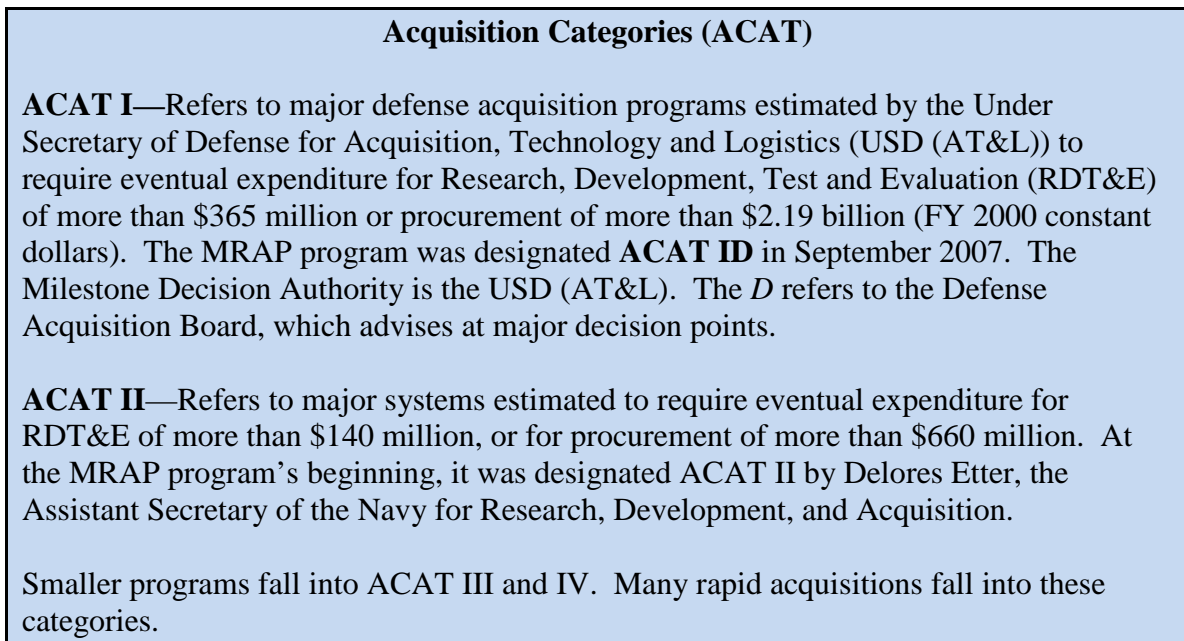 Acquisition Categories (ACAT)
ACAT I—Refers to major defense acquisition programs estimated by the Under
Secretary of Defense for Acquisition, Technology and Logistics (USD (AT&L)) to
require eventual expenditure for Research, Development, Test and Evaluation (RDT&E)
of more than $365 million or procurement of more than $2.19 billion (FY 2000 constant
dollars).  The MRAP program was designated ACAT ID in September 2007.  The
Milestone Decision Authority is the USD (AT&L).  The D refers to the Defense
Acquisition Board, which advises at major decision points.
ACAT II—Refers to major systems estimated to require eventual expenditure for
RDT&E of more than $140 million, or for procurement of more than $660 million.  At
the MRAP program’s beginning, it was designated ACAT II by Delores Etter, the
Assistant Secretary of the Navy for Research, Development, and Acquisition.
Smaller programs fall into ACAT III and IV.  Many rapid acquisitions fall into these
categories.